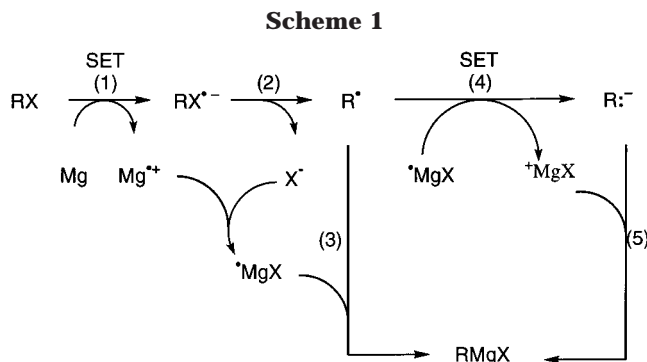 Scheme 1
SET SET
(1) (2) (4)
RX RX•− R• R:−
Mg Mg•+ X- •MgX +MgX
(3) (5)
•MgX
RMgX